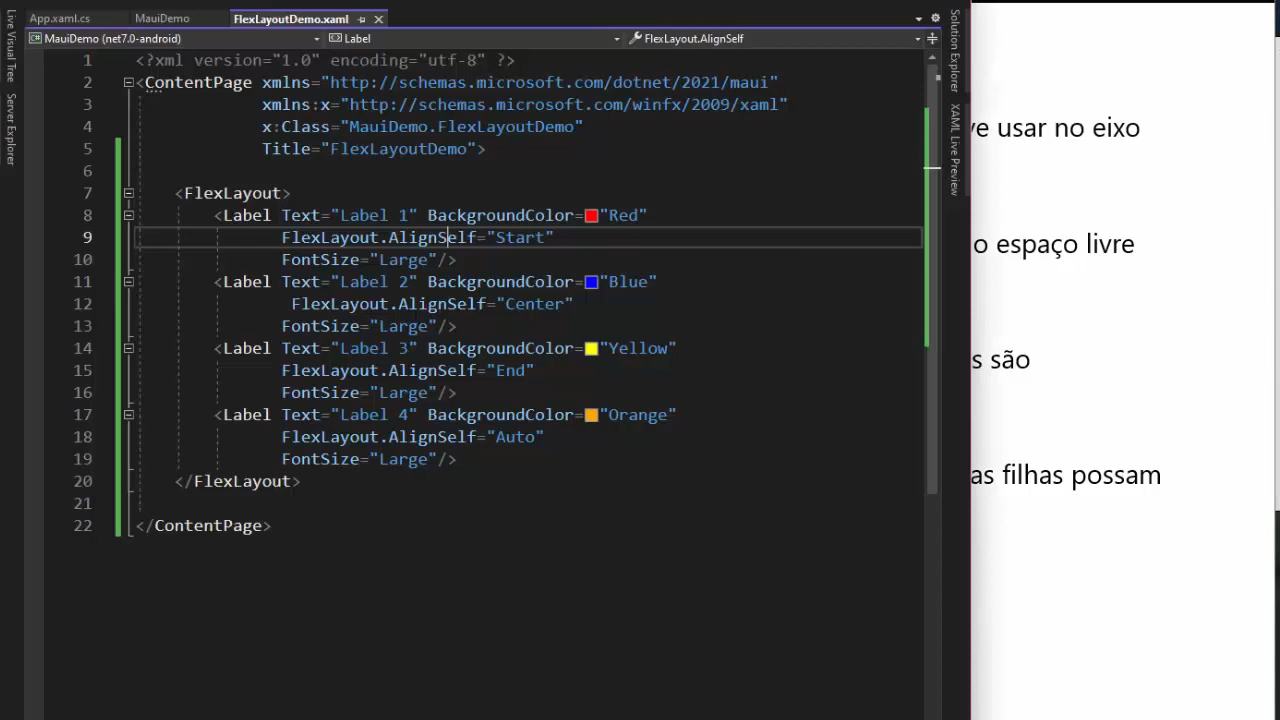 App.xaml.cs MauiDemo FlexLayoutDemo.xaml
MauiDemo (net7.0-android) Label FlexLayout.AlignSelf
Live Visual Tree
Server Explorer
Solution Explorer
XAML Live Preview
1 <?xml version="1.0" encoding="utf-8" ?>
2 <ContentPage xmlns="http://schemas.microsoft.com/dotnet/2021/maui"
3 xmlns:x="http://schemas.microsoft.com/winfx/2009/xaml"
4 x:Class="MauiDemo.FlexLayoutDemo"
5 Title="FlexLayoutDemo">
6
7 <FlexLayout>
8 <Label Text="Label 1" BackgroundColor="Red"
9 FlexLayout.AlignSelf="Start"
10 FontSize="Large"/>
11 <Label Text="Label 2" BackgroundColor="Blue"
12 FlexLayout.AlignSelf="Center"
13 FontSize="Large"/>
14 <Label Text="Label 3" BackgroundColor="Yellow"
15 FlexLayout.AlignSelf="End"
16 FontSize="Large"/>
17 <Label Text="Label 4" BackgroundColor="Orange"
18 FlexLayout.AlignSelf="Auto"
19 FontSize="Large"/>
20 </FlexLayout>
21
22 </ContentPage>
usar no eixo
o espaço livre
são
as filhas possam